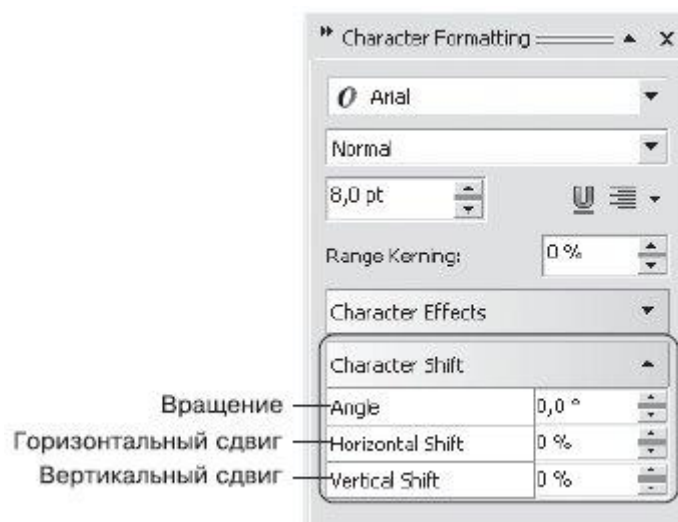 Character Formatting
Arial
Normal
8,0 pt
Range Kerning: 0 %
Character Effects
Character Shift
Вращение Angle 0,0 °
Горизонтальный сдвиг Horizontal Shift 0 %
Вертикальный сдвиг Vertical Shift 0 %